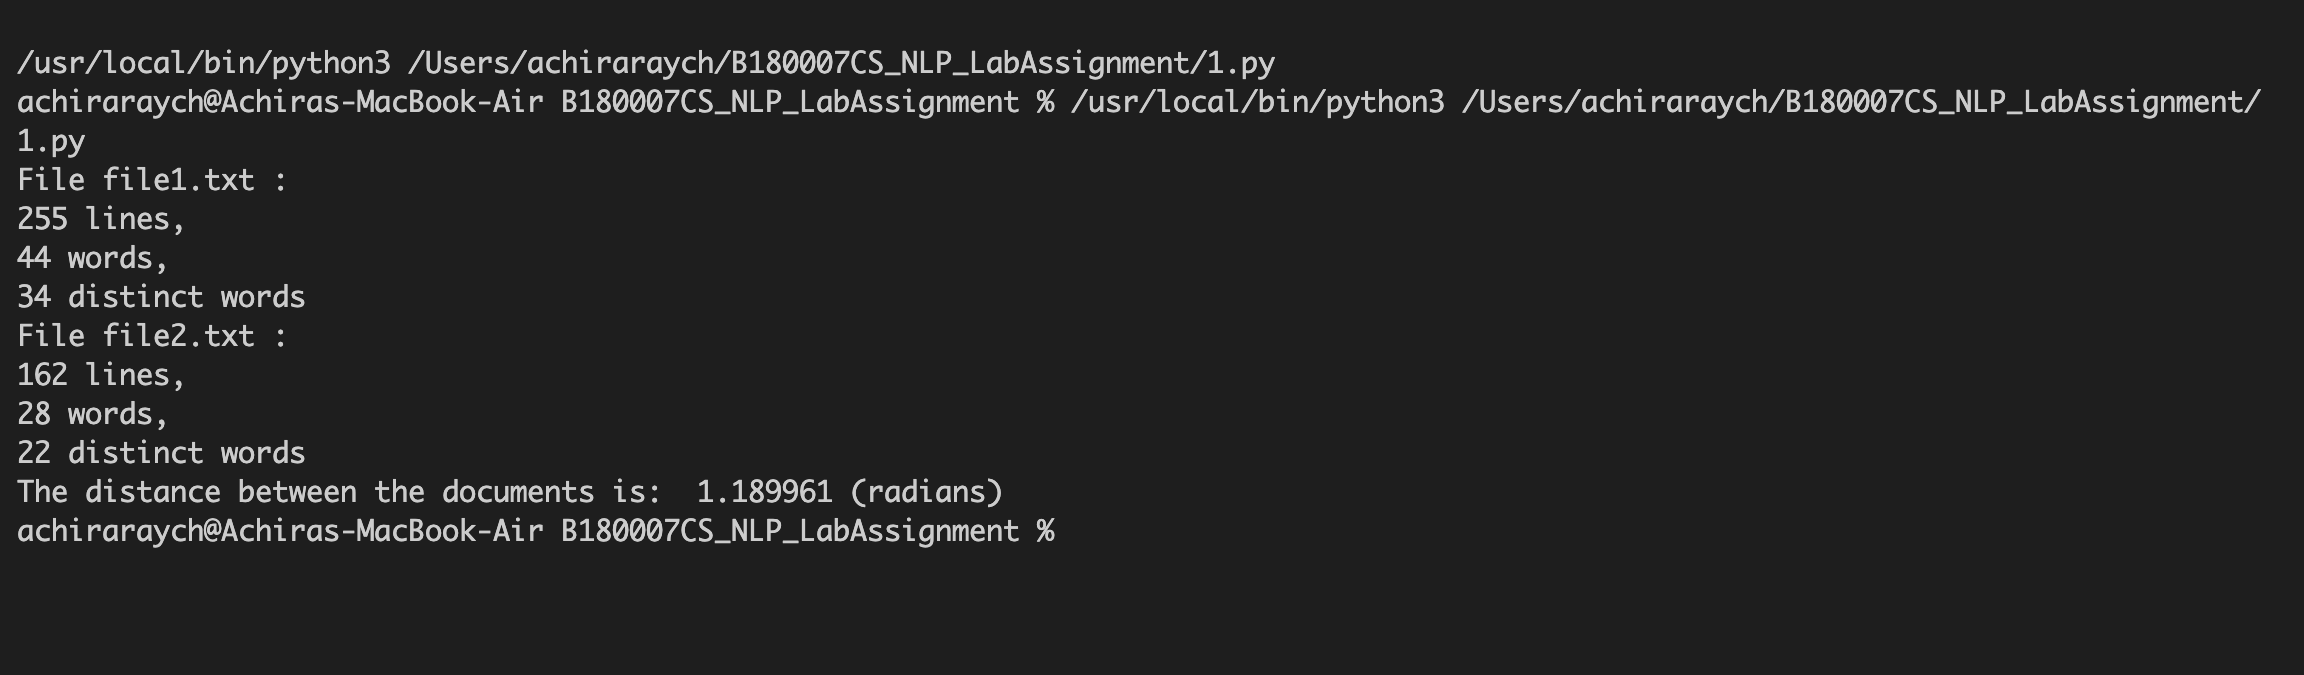 /usr/local/bin/python3 /Users/achiraraych/B180007CS_NLP_LabAssignment/1.py
achiraraych@Achiras-MacBook-Air B180007CS_NLP_LabAssignment % /usr/local/bin/python3 /Users/achiraraych/B180007CS_NLP_LabAssignment/
1.py
File file1.txt :
255 lines,
44 words,
34 distinct words
File file2.txt :
162 lines,
28 words,
22 distinct words
The distance between the documents is:  1.189961 (radians)
achiraraych@Achiras-MacBook-Air B180007CS_NLP_LabAssignment %